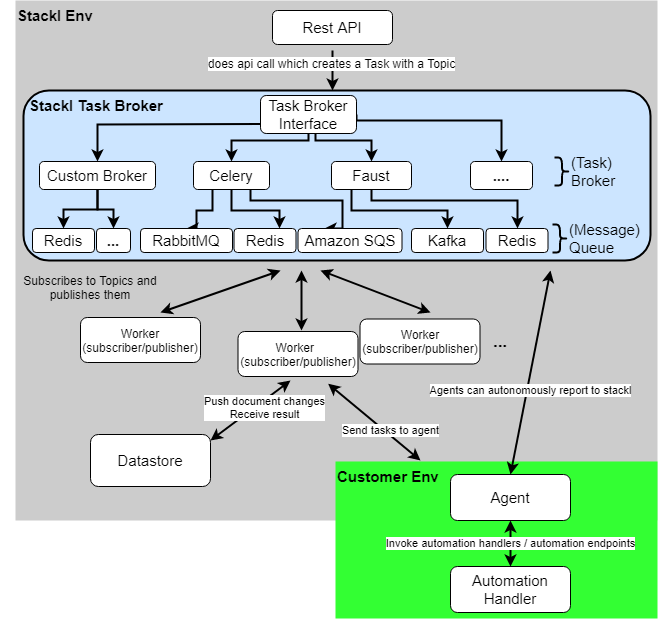 Stackl Env
Rest API
does api call which creates a Task with a Topic
Stackl Task Broker
Task Broker
Interface
Custom Broker
Celery
Faust
....
(Task)
Broker
Redis
...
RabbitMQ
Redis
Amazon SQS
Kafka
Redis
(Message)
Queue
Subscribes to Topics and
publishes them
Worker
(subscriber/publisher)
Worker
(subscriber/publisher)
Worker
(subscriber/publisher)
...
Agents can autonomously report to stackl
Push document changes
Receive result
Send tasks to agent
Datastore
Customer Env
Agent
Invoke automation handlers / automation endpoints
Automation
Handler